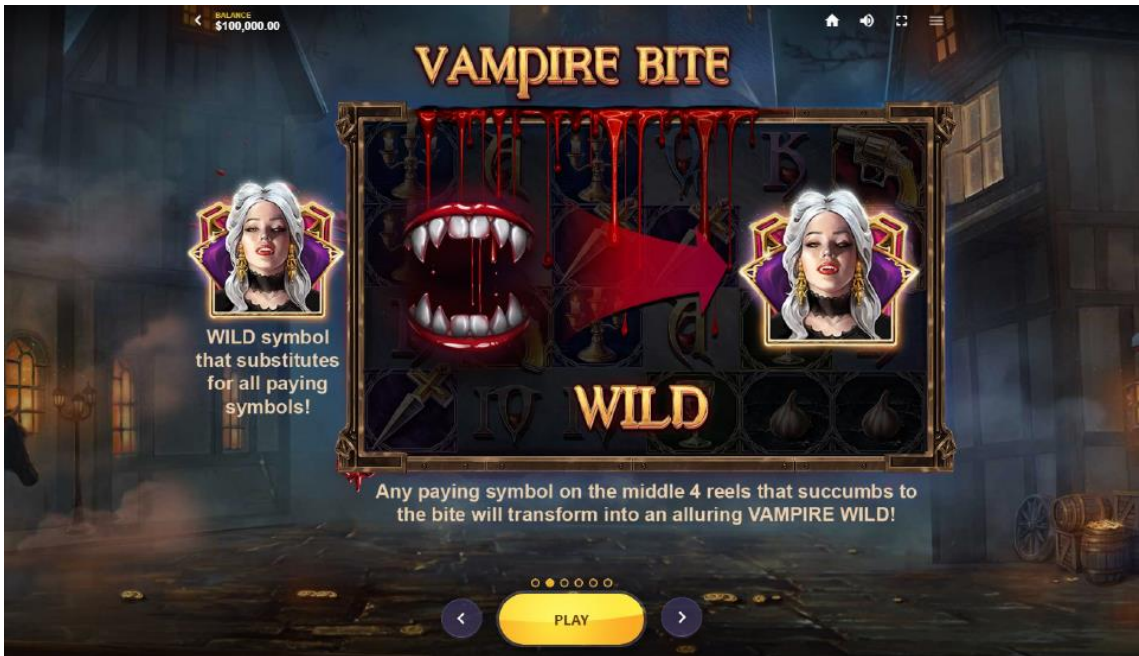 BALANCE
$100,000.00
VAMPIRE BITE
K
WILD symbol
that substitutes
for all paying
symbols!
WILD
Any paying symbol on the middle 4 reels that succumbs to
the bite will transform into an alluring VAMPIRE WILD!
PLAY